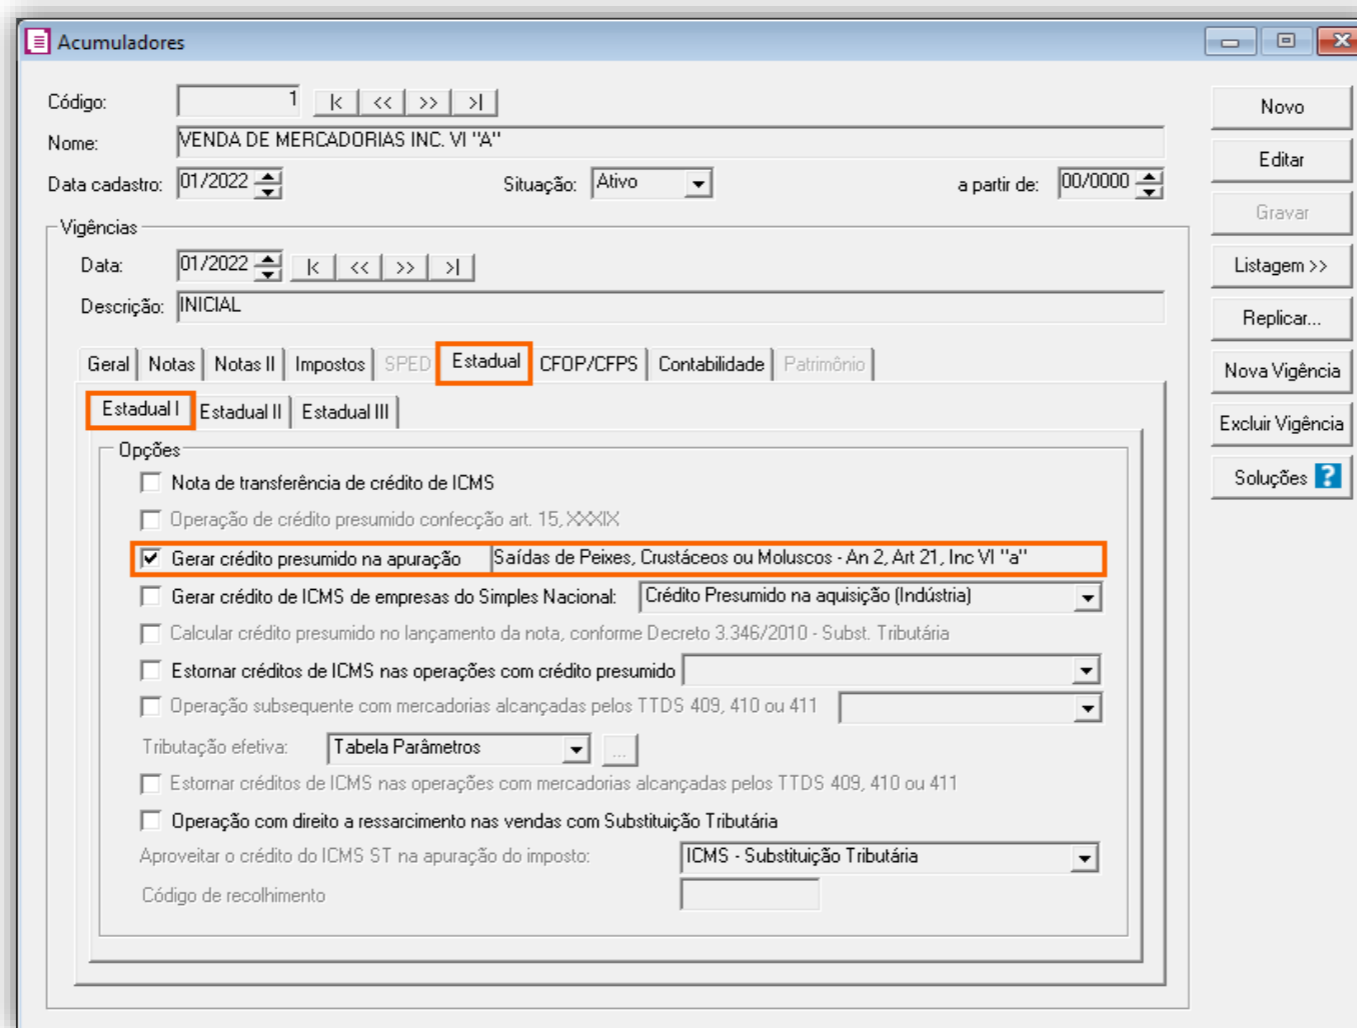 Acumuladores
Código: 1 |< << >> >|
Novo
Nome: VENDA DE MERCADORIAS INC. VI "A"
Editar
Data cadastro: 01/2022 Situação: Ativo a partir de: 00/0000
Gravar
Vigências
Data: 01/2022 |< << >> >|
Listagem >>
Descrição: INICIAL
Replicar...
Geral Notas Notas II Impostos SPED Estadual CFOP/CFPS Contabilidade Patrimônio
Nova Vigência
Estadual I Estadual II Estadual III
Excluir Vigência
Opções
Soluções ?
Nota de transferência de crédito de ICMS
Operação de crédito presumido confecção art. 15, XXXIX
Gerar crédito presumido na apuração Saídas de Peixes, Crustáceos ou Moluscos - An 2, Art 21, Inc VI "a"
Gerar crédito de ICMS de empresas do Simples Nacional: Crédito Presumido na aquisição (Indústria)
Calcular crédito presumido no lançamento da nota, conforme Decreto 3.346/2010 - Subst. Tributária
Estornar créditos de ICMS nas operações com crédito presumido
Operação subsequente com mercadorias alcançadas pelos TTDS 409, 410 ou 411
Tributação efetiva: Tabela Parâmetros ...
Estornar créditos de ICMS nas operações com mercadorias alcançadas pelos TTDS 409, 410 ou 411
Operação com direito a ressarcimento nas vendas com Substituição Tributária
Aproveitar o crédito do ICMS ST na apuração do imposto: ICMS - Substituição Tributária
Código de recolhimento